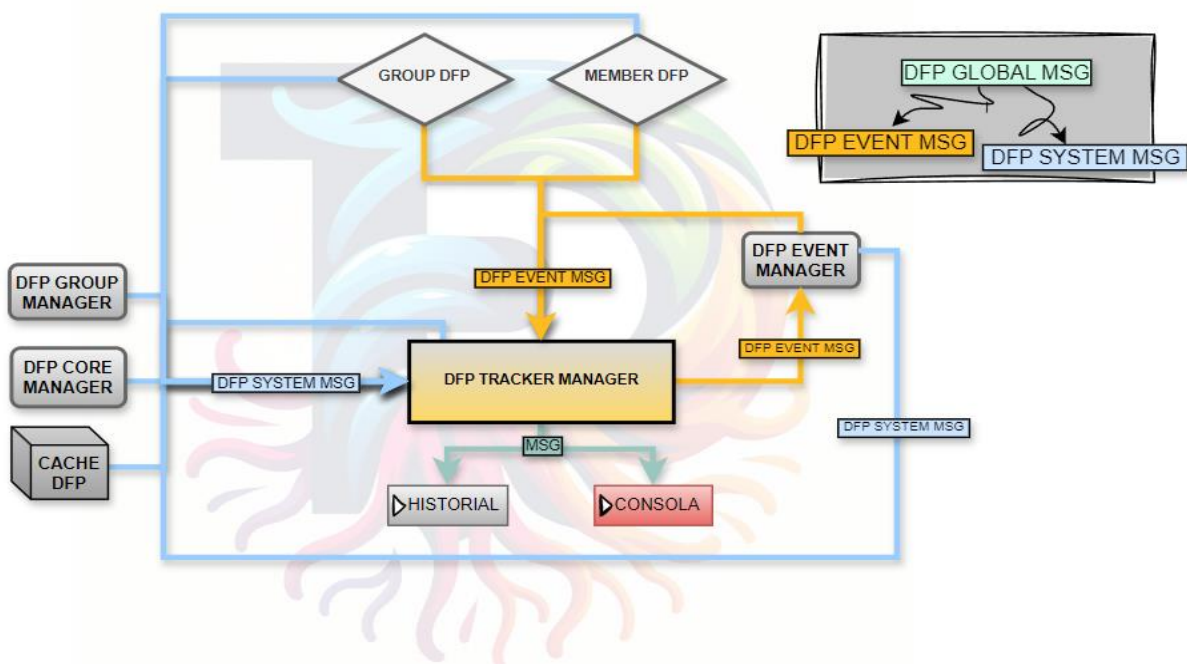 GROUP DFP
MEMBER DFP
DFP GLOBAL MSG
DFP EVENT MSG
DFP SYSTEM MSG
DFP EVENT
MANAGER
DFP GROUP
MANAGER
DFP EVENT MSG
DFP EVENT MSG
DFP CORE
MANAGER
DFP SYSTEM MSG
DFP TRACKER MANAGER
DFP SYSTEM MSG
MSG
CACHE
DFP
HISTORIAL
CONSOLA